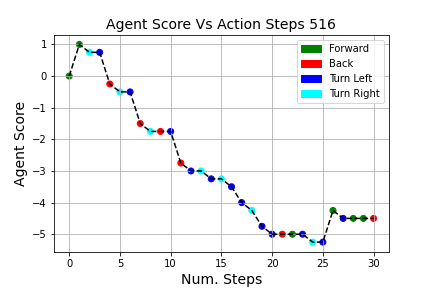 Agent Score Vs Action Steps 516
Forward
Back
Turn Left
Turn Right
1
0
−1
−2
−3
−4
−5
Agent Score
0 5 10 15 20 25 30
Num. Steps